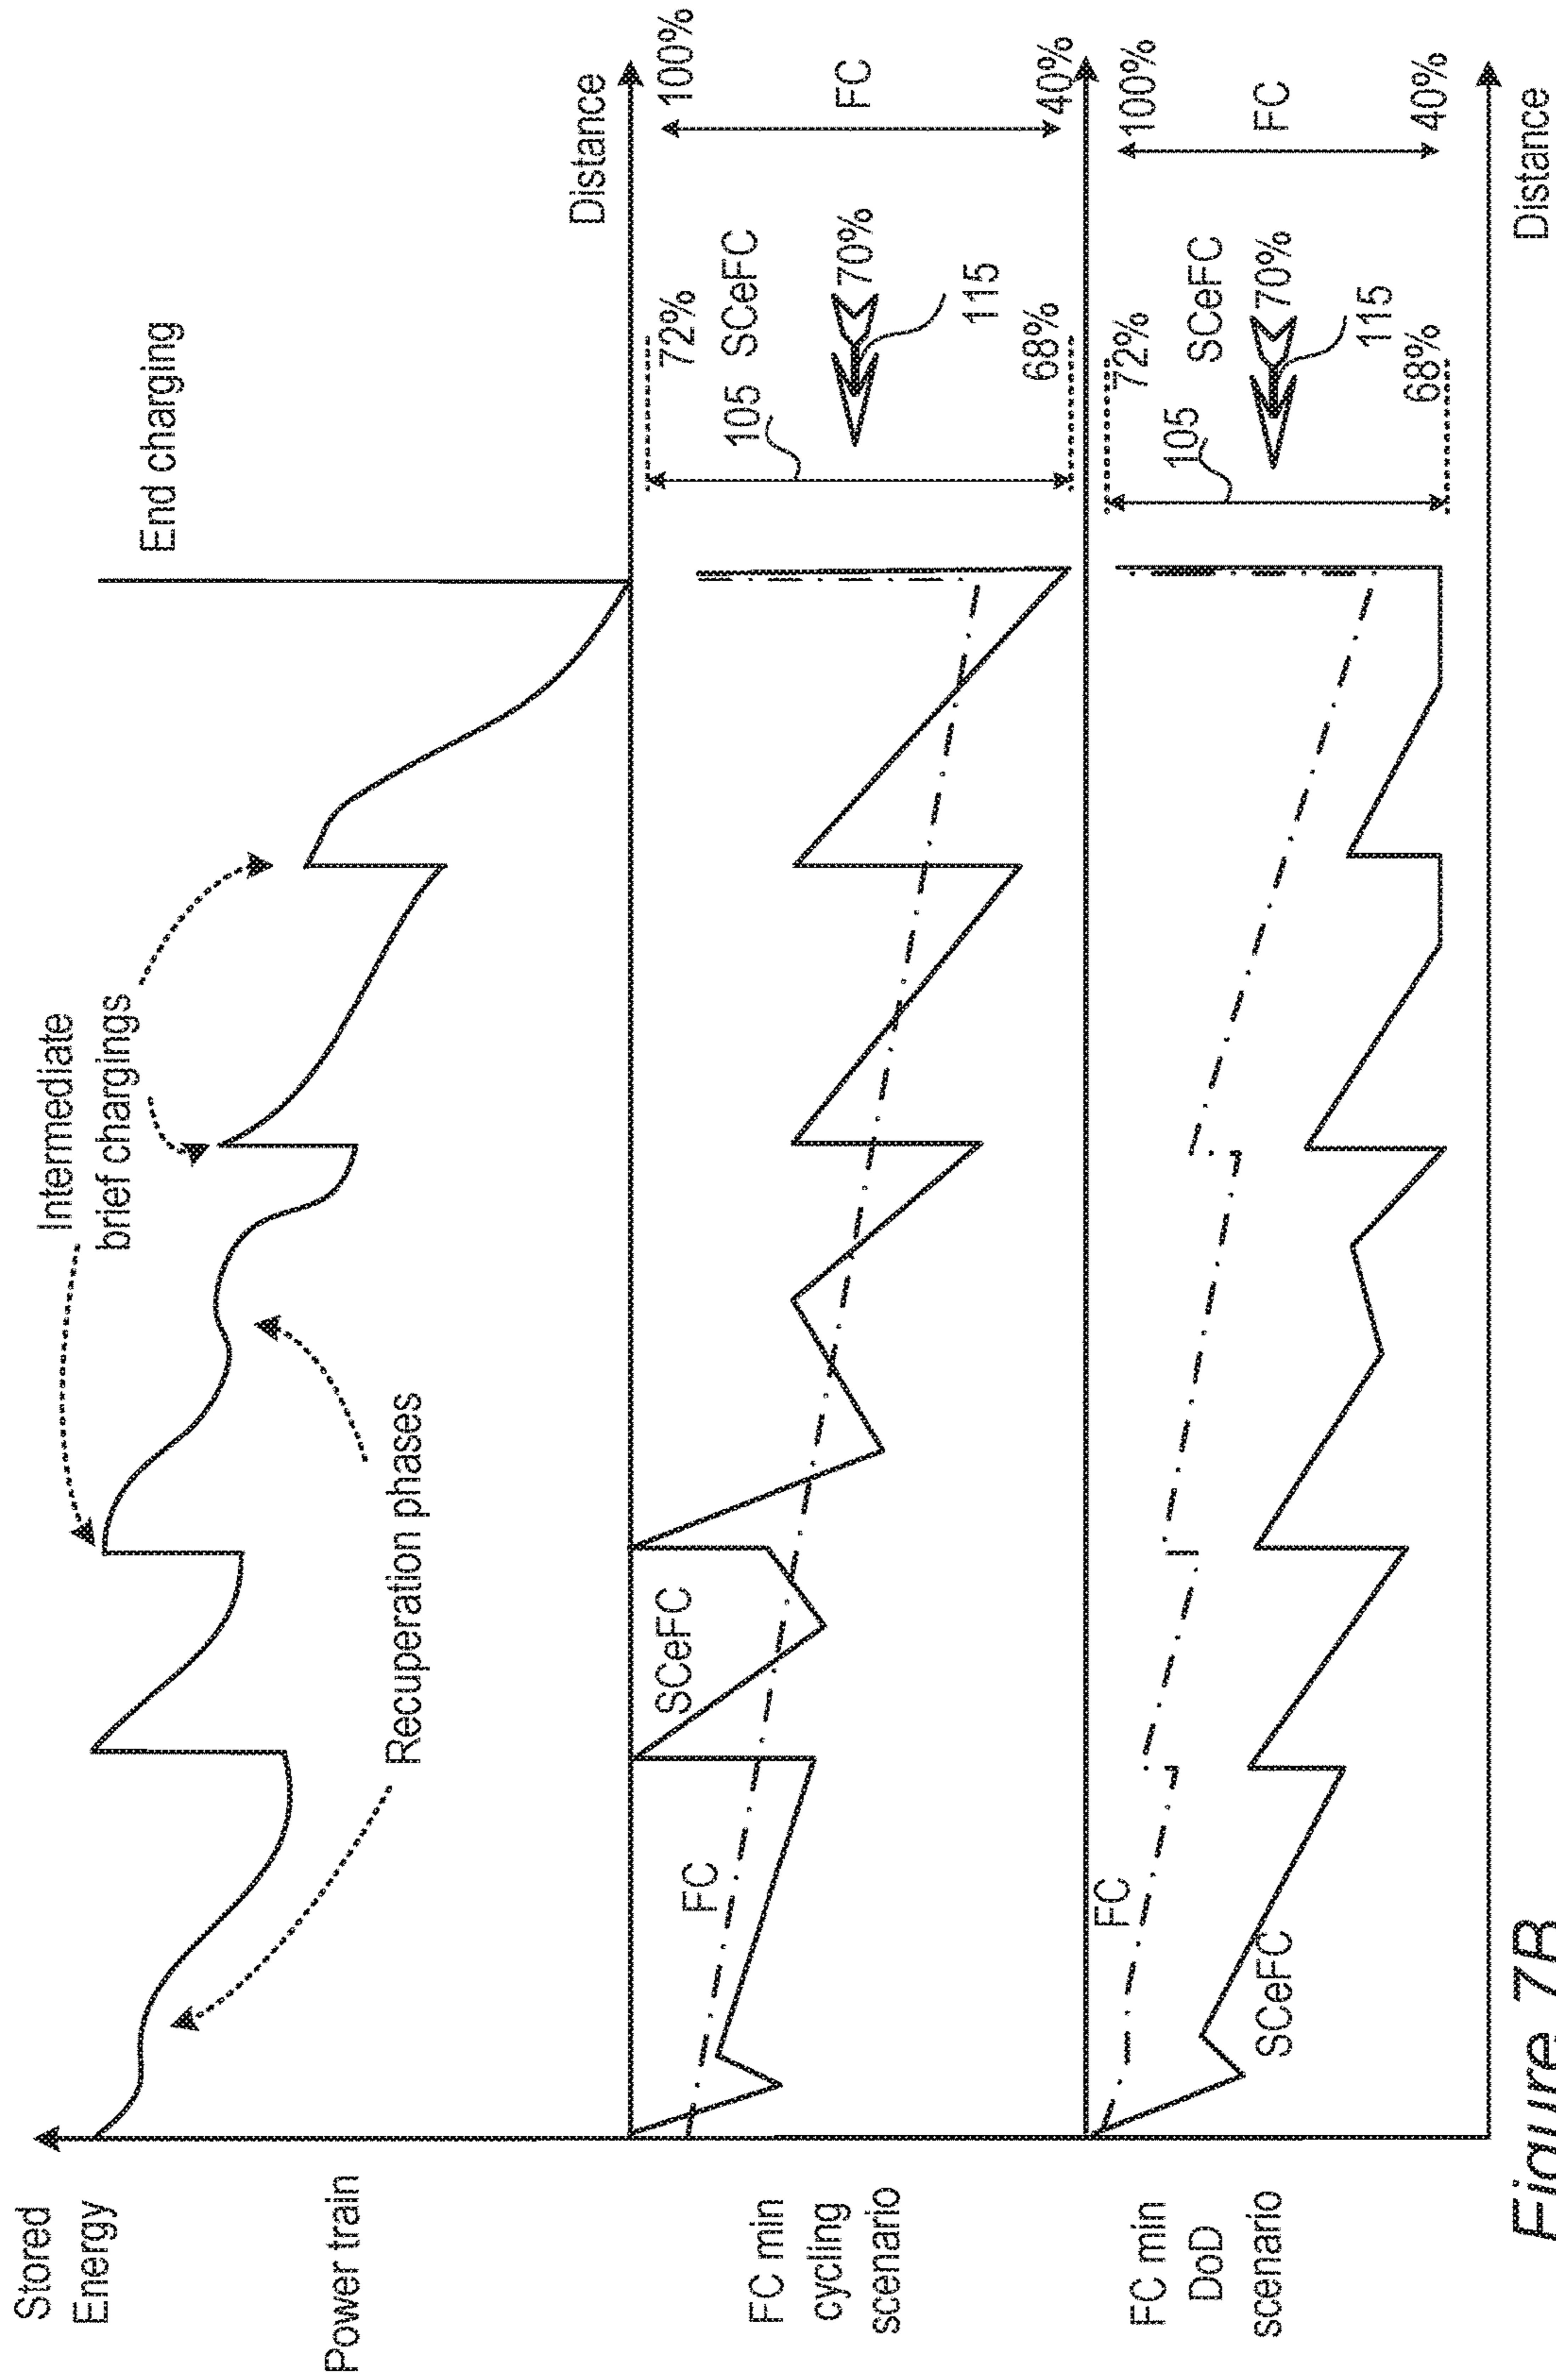 Stored
Energy
Intermediate
brief chargings
End charging
Power train
Recuperation phases
Distance
FC min
cycling
scenario
FC
SCeFC
105
72%
SCeFC
70%
115
68%
100%
FC
40%
FC min
DoD
scenario
FC
SCeFC
105
72%
SCeFC
70%
115
68%
100%
FC
40%
Distance
Figure 7B